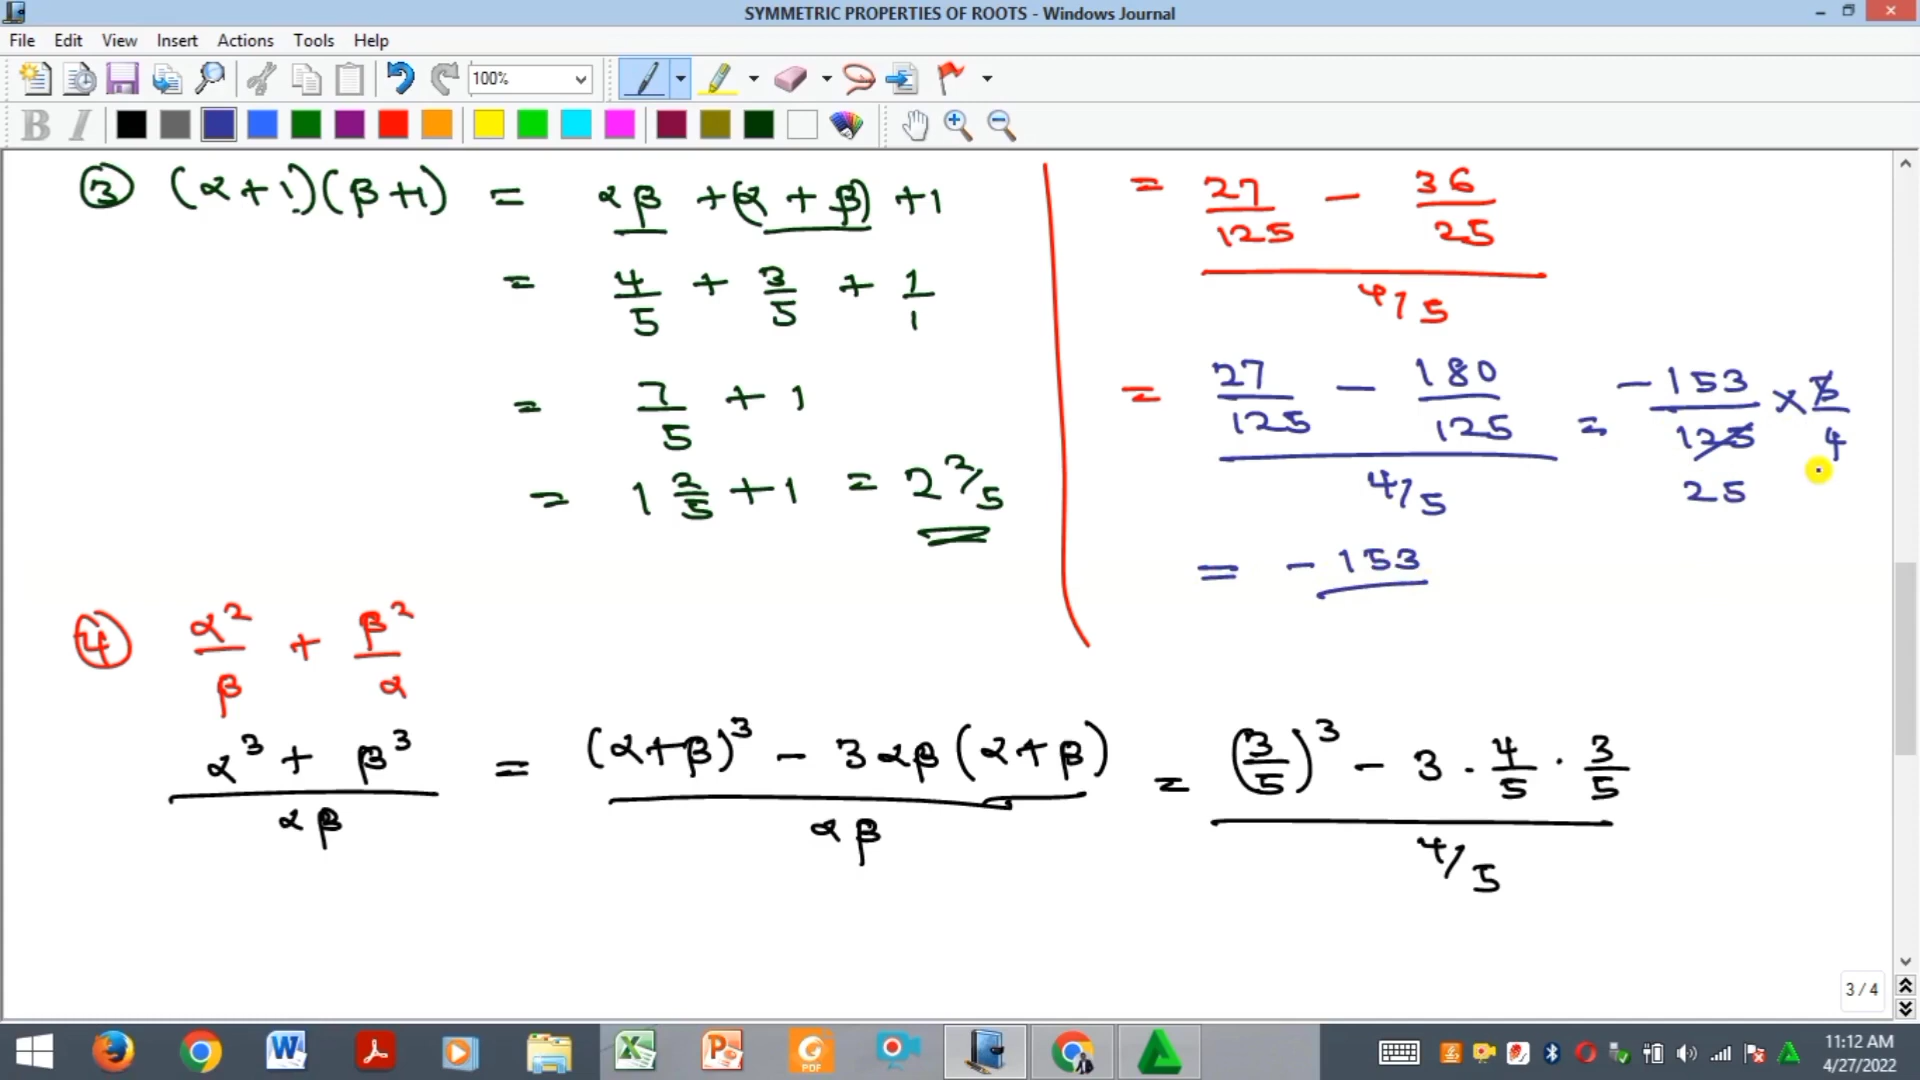 SYMMETRIC PROPERTIES OF ROOTS - Windows Journal
File Edit View Insert Actions Tools Help
100%
B I
③ (α+1)(β+1) = αβ + (α + β) + 1
= 4/5 + 3/5 + 1/1
= 7/5 + 1
= 1 2/5 + 1 = 2 2/5
④ α²/β + β²/α
(α³ + β³)/αβ = ((α+β)³ - 3αβ(α+β))/αβ = ((3/5)³ - 3 · 4/5 · 3/5)/(4/5)
= (27/125 - 36/25)/(4/5)
= (27/125 - 180/125)/(4/5) = -153/125 × 5/4
25
= -153
3 / 4
PDF
11:12 AM
4/27/2022